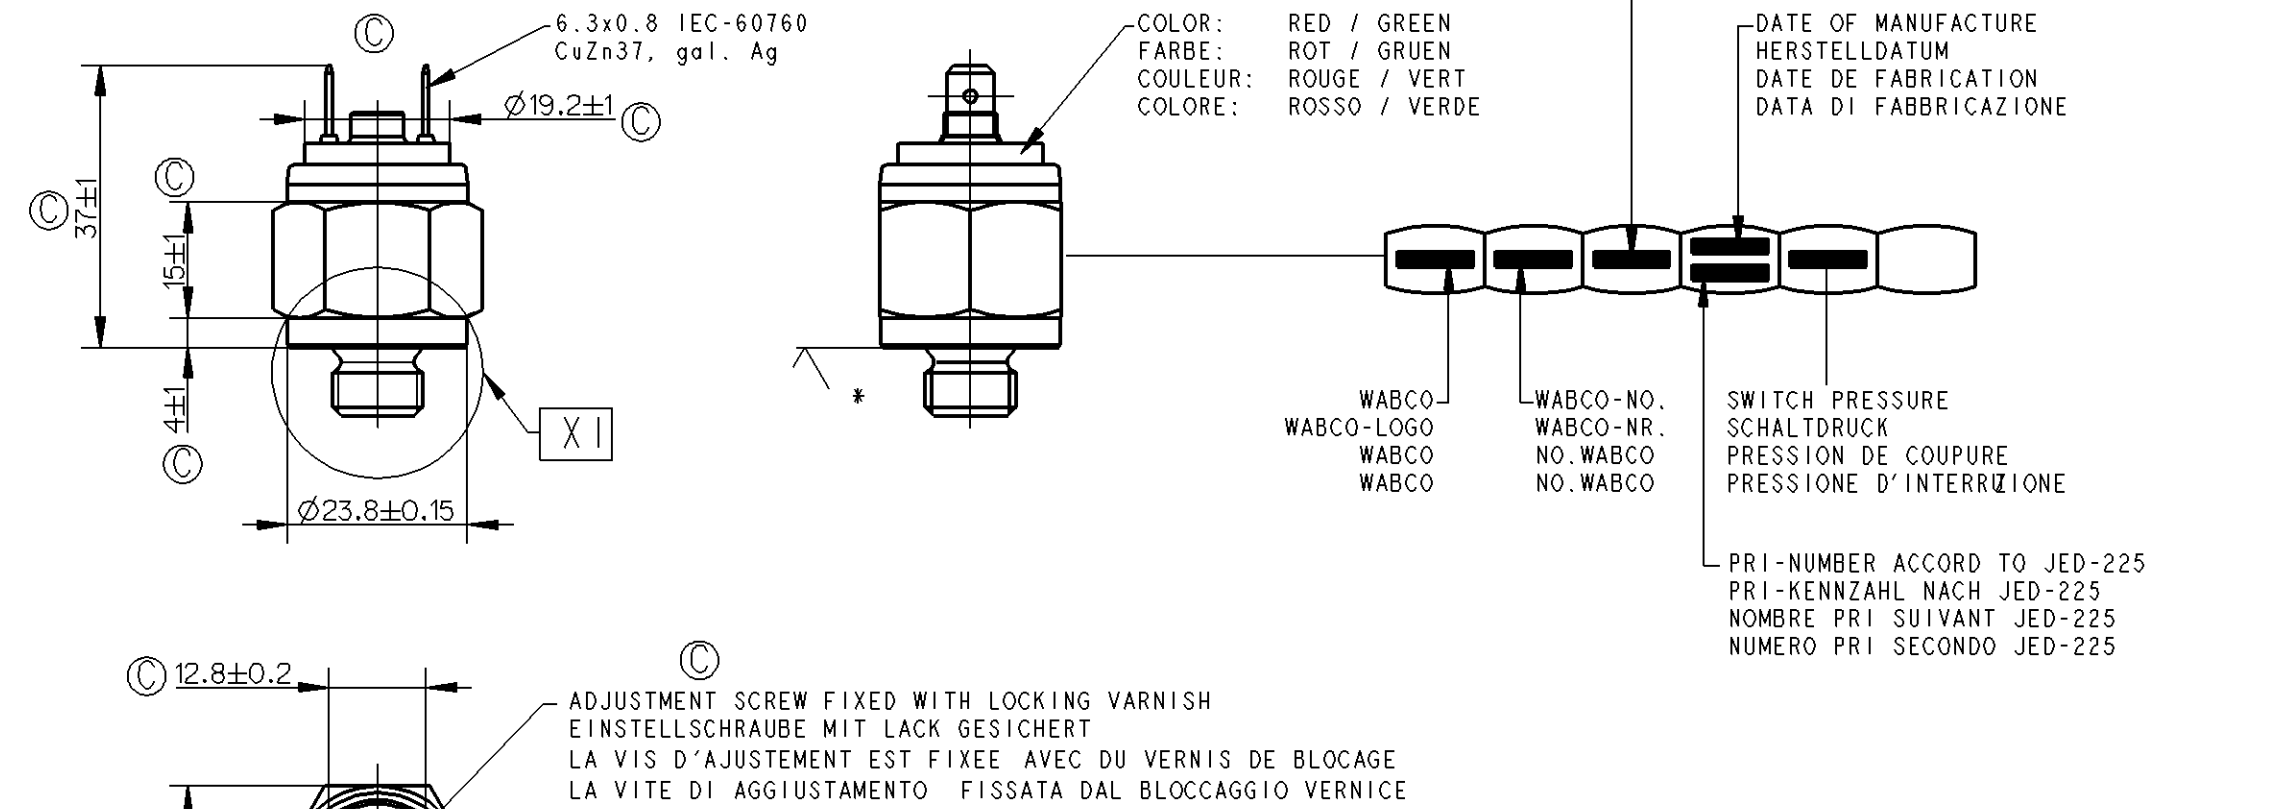 Ⓒ
6.3x0.8 IEC-60760
CuZn37, gal. Ag
COLOR: RED / GREEN
FARBE: ROT / GRUEN
COULEUR: ROUGE / VERT
COLORE: ROSSO / VERDE
DATE OF MANUFACTURE
HERSTELLDATUM
DATE DE FABRICATION
DATA DI FABBRICAZIONE
Ø19.2±1 Ⓒ
Ⓒ 37±1
Ⓒ 15±1
4±1 Ⓒ
XI
Ø23.8±0.15
*
WABCO
WABCO-LOGO
WABCO
WABCO
WABCO-NO.
WABCO-NR.
NO.WABCO
NO.WABCO
SWITCH PRESSURE
SCHALTDRUCK
PRESSION DE COUPURE
PRESSIONE D'INTERRUZIONE
PRI-NUMBER ACCORD TO JED-225
PRI-KENNZAHL NACH JED-225
NOMBRE PRI SUIVANT JED-225
NUMERO PRI SECONDO JED-225
Ⓒ 12.8±0.2
Ⓒ
ADJUSTMENT SCREW FIXED WITH LOCKING VARNISH
EINSTELLSCHRAUBE MIT LACK GESICHERT
LA VIS D'AJUSTEMENT EST FIXEE AVEC DU VERNIS DE BLOCAGE
LA VITE DI AGGIUSTAMENTO FISSATA DAL BLOCCAGGIO VERNICE